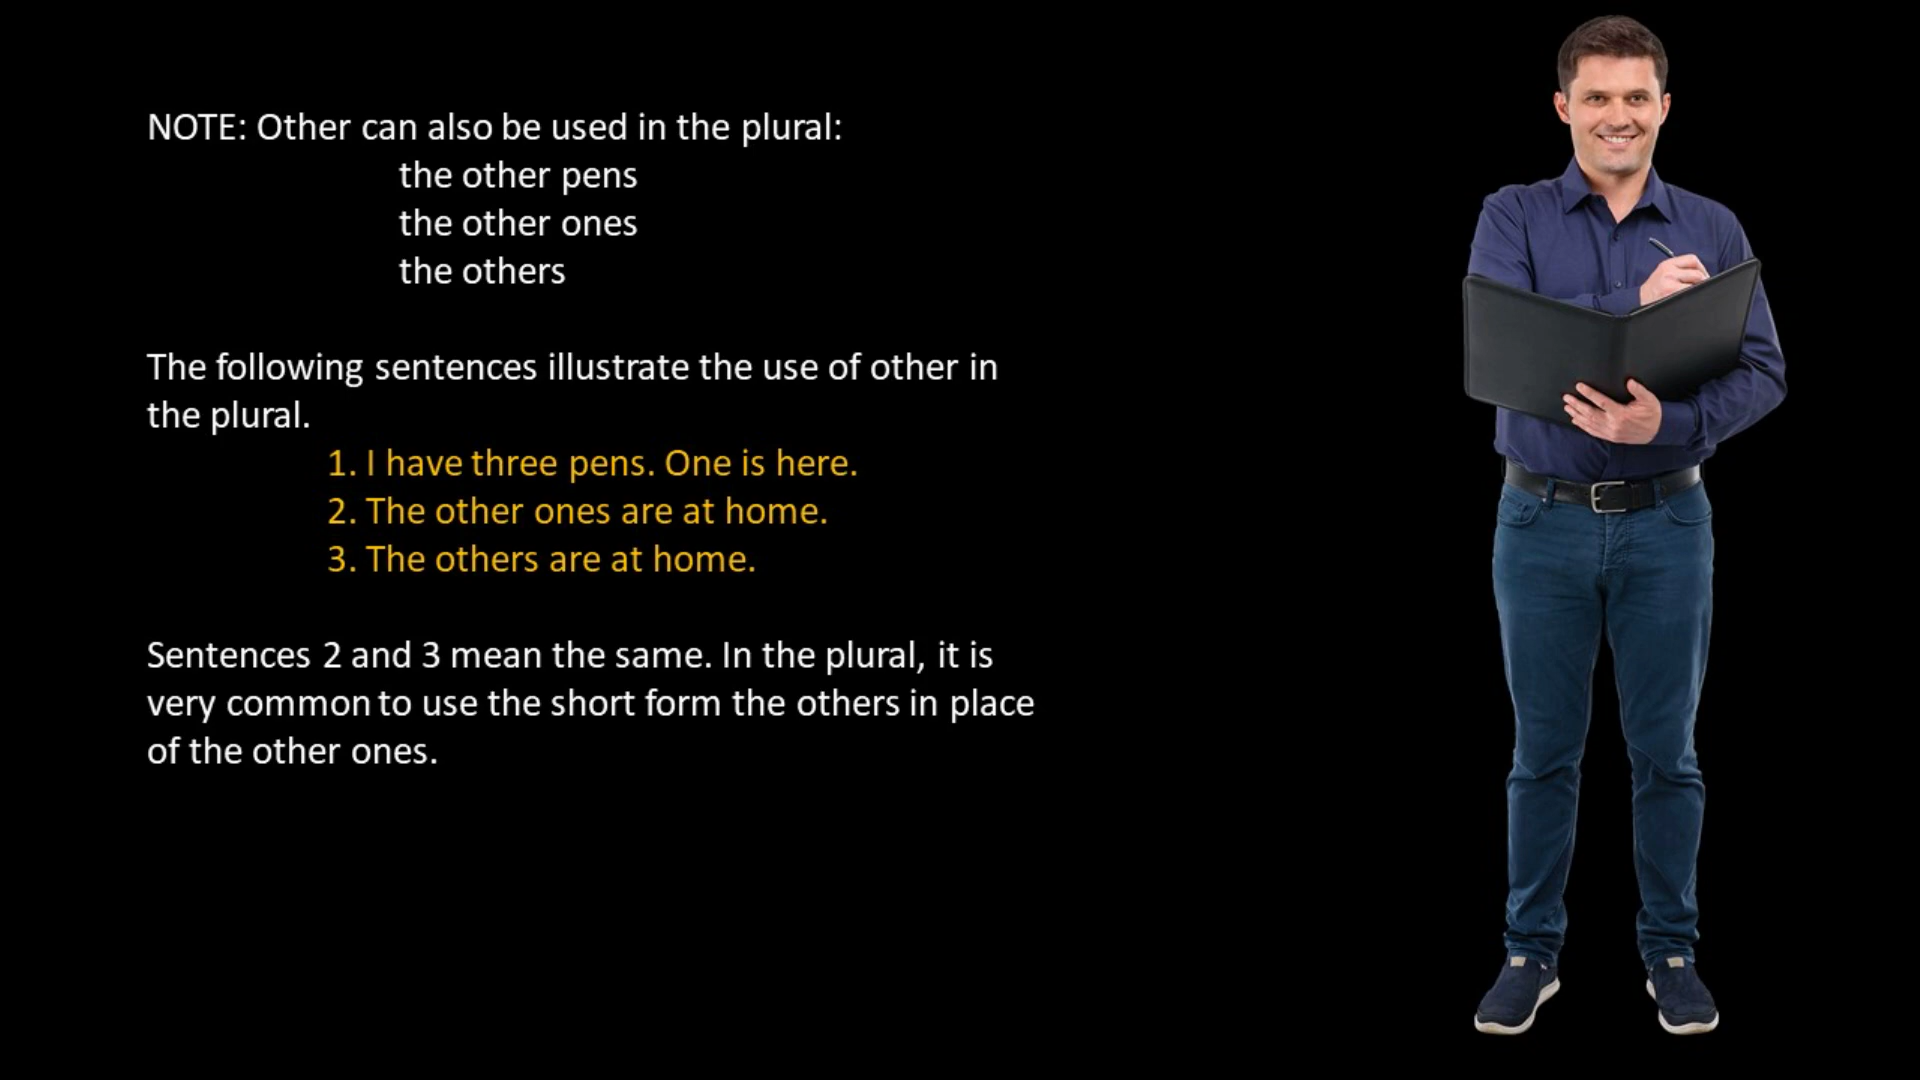 NOTE: Other can also be used in the plural:
the other pens
the other ones
the others
The following sentences illustrate the use of other in
the plural.
1. I have three pens. One is here.
2. The other ones are at home.
3. The others are at home.
Sentences 2 and 3 mean the same. In the plural, it is
very common to use the short form the others in place
of the other ones.